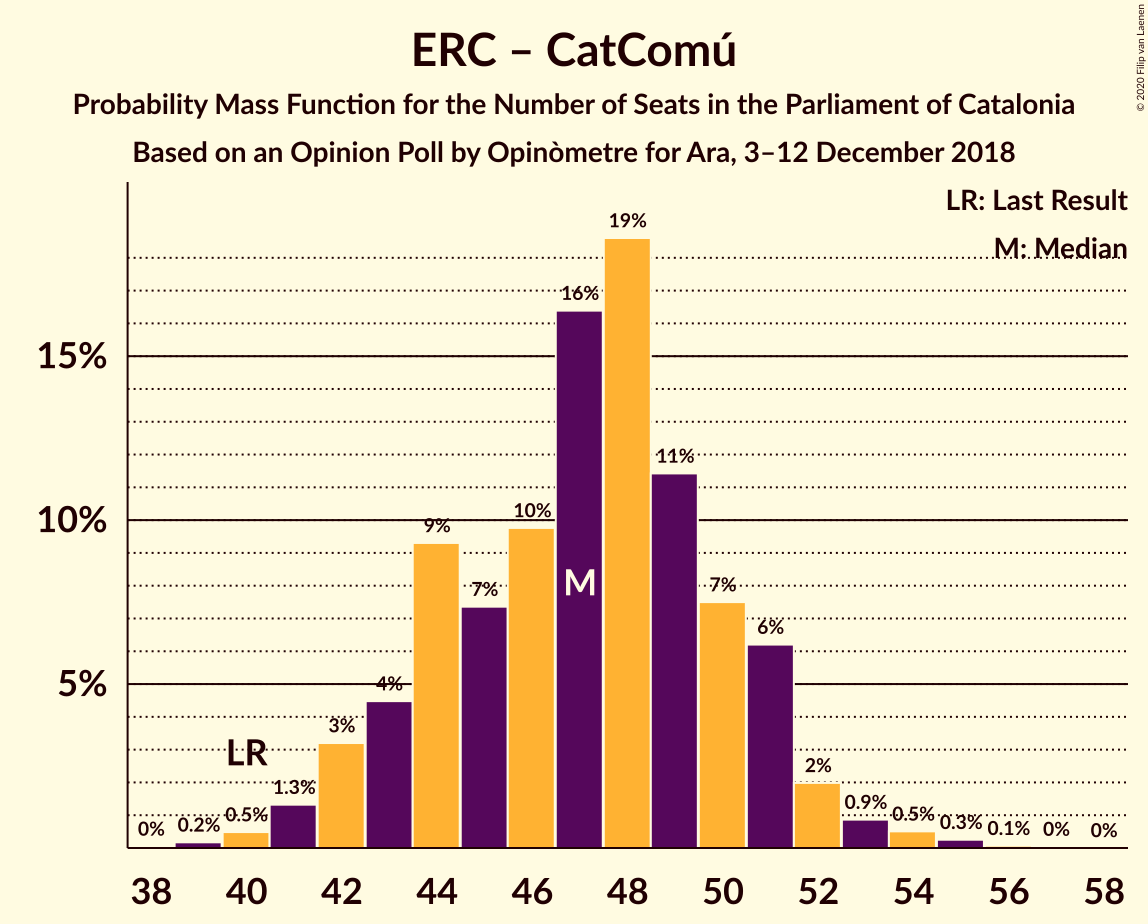 ERC – CatComú
Probability Mass Function for the Number of Seats in the Parliament of Catalonia
Based on an Opinion Poll by Opinòmetre for Ara, 3–12 December 2018
© 2020 Filip van Laenen
LR: Last Result
M: Median
19%
16%
15%
11%
10%
10%
9%
7%
7%
6%
5%
4%
3%
2%
LR
1.3%
0.9%
0.5%
0.5%
0.3%
0.2%
0.1%
0%
0%
0%
M
38 40 42 44 46 48 50 52 54 56 58